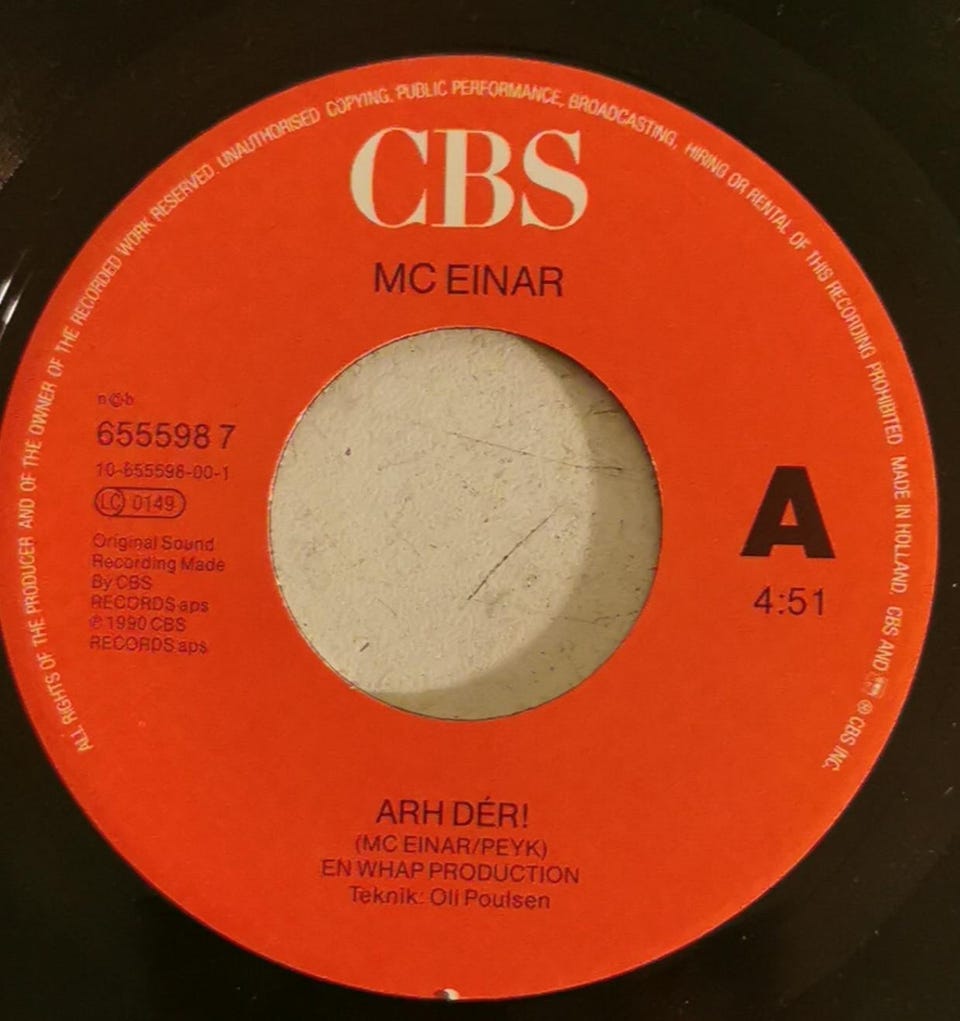 ALL RIGHTS OF THE PRODUCER AND OF THE OWNER OF THE RECORDED WORK RESERVED. UNAUTHORISED COPYING, PUBLIC PERFORMANCE, BROADCASTING, HIRING OR RENTAL OF THIS RECORDING PROHIBITED MADE IN HOLLAND, CBS AND ® CBS INC.
CBS
MC EINAR
n©b
655598 7
10-655598-00-1
LC 0149
Original Sound
Recording Made
By CBS
RECORDS aps
℗ 1990 CBS
RECORDS aps
A
4:51
ARH DÉR!
(MC EINAR/PEYK)
EN WHAP PRODUCTION
Teknik: Oli Poulsen